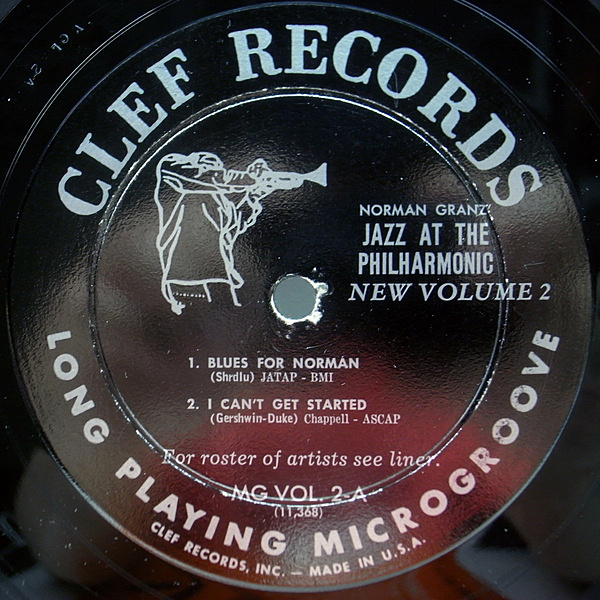 CLEF RECORDS
NORMAN GRANZ'
JAZZ AT THE
PHILHARMONIC
NEW VOLUME 2
1. BLUES FOR NORMAN
(Shrdlu) JATAP - BMI
2. I CAN'T GET STARTED
(Gershwin-Duke) Chappell - ASCAP
For roster of artists see liner.
MG VOL. 2-A
(11,368)
LONG PLAYING MICROGROOVE
CLEF RECORDS, INC. — MADE IN U.S.A.